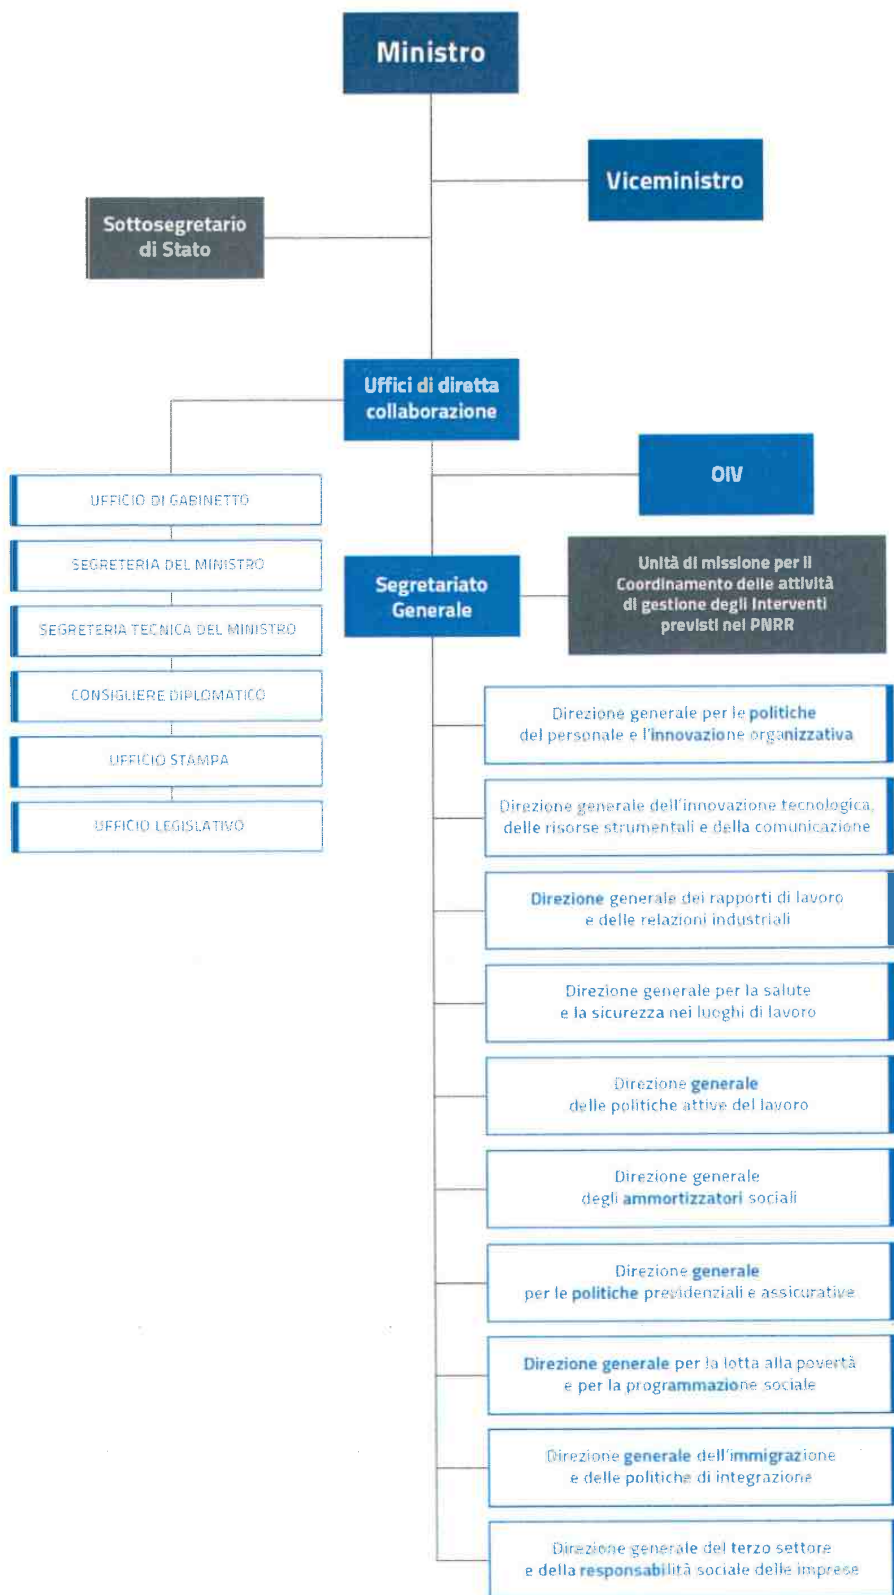 Ministro
Viceministro
Sottosegretario
di Stato
Uffici di diretta
collaborazione
OIV
UFFICIO DI GABINETTO
SEGRETERIA DEL MINISTRO
SEGRETERIA TECNICA DEL MINISTRO
CONSIGLIERE DIPLOMATICO
UFFICIO STAMPA
UFFICIO LEGISLATIVO
Segretariato
Generale
Unità di missione per il
Coordinamento delle attività
di gestione degli Interventi
previsti nel PNRR
Direzione generale per le politiche
del personale e l'innovazione organizzativa
Direzione generale dell'innovazione tecnologica,
delle risorse strumentali e della comunicazione
Direzione generale dei rapporti di lavoro
e delle relazioni industriali
Direzione generale per la salute
e la sicurezza nei luoghi di lavoro
Direzione generale
delle politiche attive del lavoro
Direzione generale
degli ammortizzatori sociali
Direzione generale
per le politiche previdenziali e assicurative
Direzione generale per la lotta alla povertà
e per la programmazione sociale
Direzione generale dell'immigrazione
e delle politiche di integrazione
Direzione generale del terzo settore
e della responsabilità sociale delle imprese